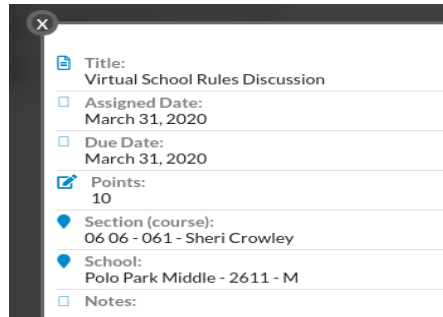 X
Title:
Virtual School Rules Discussion
Assigned Date:
March 31, 2020
Due Date:
March 31, 2020
Points:
10
Section (course):
06 06 - 061 - Sheri Crowley
School:
Polo Park Middle - 2611 - M
Notes: